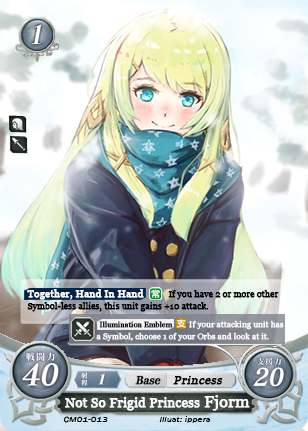 1
Together, Hand In Hand 常 If you have 2 or more other
Symbol-less allies, this unit gains +10 attack.
Illumination Emblem 支 If your attacking unit has
a Symbol, choose 1 of your Orbs and look at it.
戦闘力
40
射程 1
Base Princess
支援力
20
Not So Frigid Princess Fjorm
CM01-013 Illust: ippera